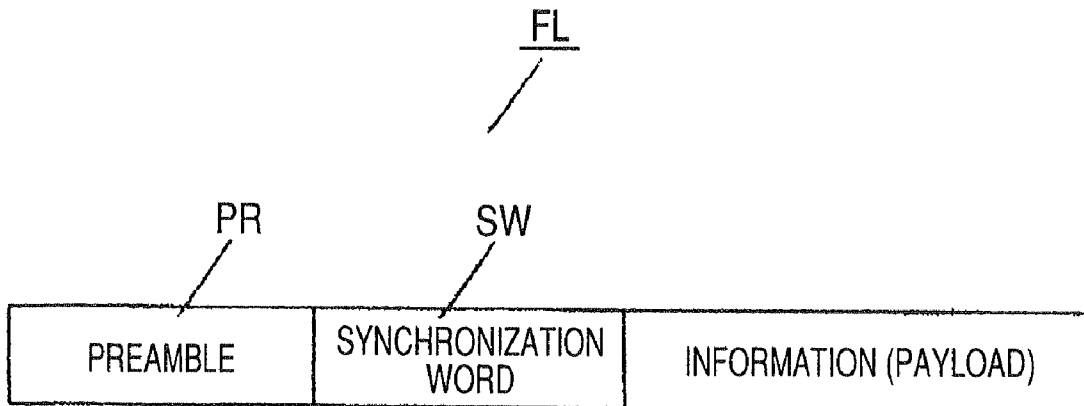 FL
PR
SW
PREAMBLE
SYNCHRONIZATION
WORD
INFORMATION (PAYLOAD)